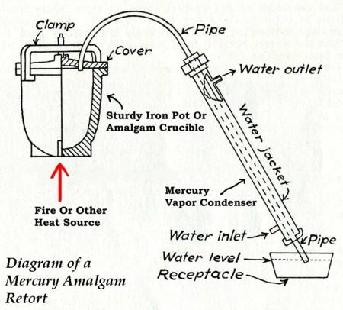 Clamp
Pipe
Cover
Water outlet
Sturdy Iron Pot Or
Amalgam Crucible
Water jacket
Mercury
Vapor Condenser
Fire Or Other
Heat Source
Water inlet
Pipe
Water level
Receptacle
Diagram of a
Mercury Amalgam
Retort